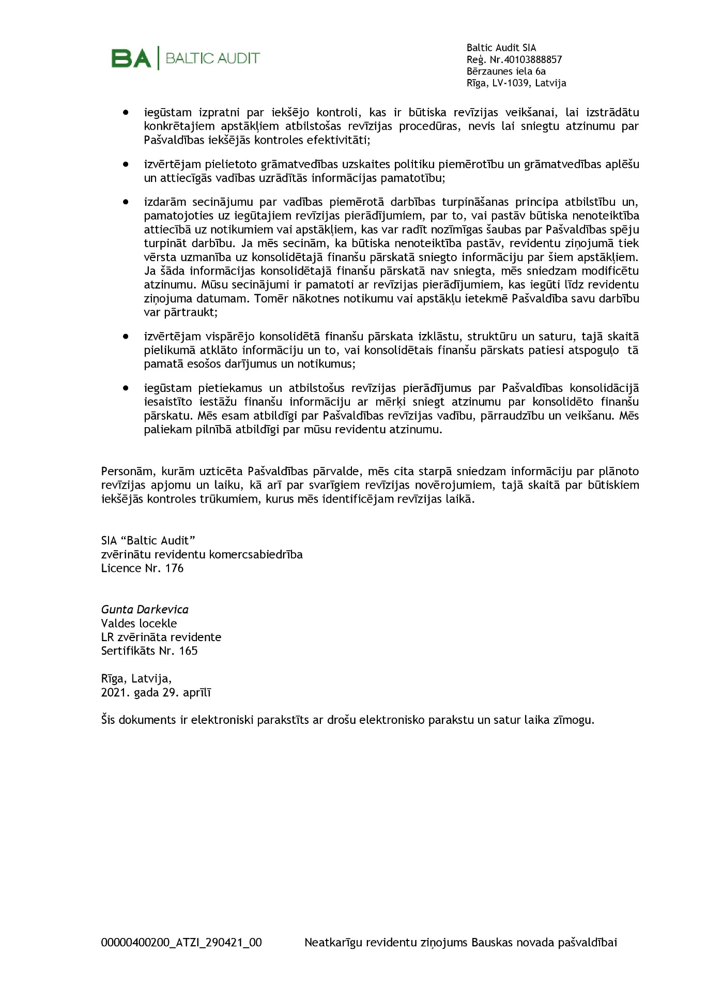 BA | BALTIC AUDIT
Baltic Audit SIA
Reģ. Nr.40103888857
Bērzaunes iela 6a
Rīga, LV-1039, Latvija
• iegūstam izpratni par iekšējo kontroli, kas ir būtiska revīzijas veikšanai, lai izstrādātu
konkrētajiem apstākļiem atbilstošas revīzijas procedūras, nevis lai sniegtu atzinumu par
Pašvaldības iekšējās kontroles efektivitāti;
• izvērtējam pielietoto grāmatvedības uzskaites politiku piemērotību un grāmatvedības aplēšu
un attiecīgās vadības uzrādītās informācijas pamatotību;
• izdarām secinājumu par vadības piemērotā darbības turpināšanas principa atbilstību un,
pamatojoties uz iegūtajiem revīzijas pierādījumiem, par to, vai pastāv būtiska nenoteiktība
attiecībā uz notikumiem vai apstākļiem, kas var radīt nozīmīgas šaubas par Pašvaldības spēju
turpināt darbību. Ja mēs secinām, ka būtiska nenoteiktība pastāv, revidentu ziņojumā tiek
vērsta uzmanība uz konsolidētajā finanšu pārskatā sniegto informāciju par šiem apstākļiem.
Ja šāda informācijas konsolidētajā finanšu pārskatā nav sniegta, mēs sniedzam modificētu
atzinumu. Mūsu secinājumi ir pamatoti ar revīzijas pierādījumiem, kas iegūti līdz revidentu
ziņojuma datumam. Tomēr nākotnes notikumu vai apstākļu ietekmē Pašvaldība savu darbību
var pārtraukt;
• izvērtējam vispārējo konsolidētā finanšu pārskata izklāstu, struktūru un saturu, tajā skaitā
pielikumā atklāto informāciju un to, vai konsolidētais finanšu pārskats patiesi atspoguļo tā
pamatā esošos darījumus un notikumus;
• iegūstam pietiekamus un atbilstošus revīzijas pierādījumus par Pašvaldības konsolidācijā
iesaistīto iestāžu finanšu informāciju ar mērķi sniegt atzinumu par konsolidēto finanšu
pārskatu. Mēs esam atbildīgi par Pašvaldības revīzijas vadību, pārraudzību un veikšanu. Mēs
paliekam pilnībā atbildīgi par mūsu revidentu atzinumu.
Personām, kurām uzticēta Pašvaldības pārvalde, mēs cita starpā sniedzam informāciju par plānoto
revīzijas apjomu un laiku, kā arī par svarīgiem revīzijas novērojumiem, tajā skaitā par būtiskiem
iekšējās kontroles trūkumiem, kurus mēs identificējam revīzijas laikā.
SIA “Baltic Audit”
zvērinātu revidentu komercsabiedrība
Licence Nr. 176
Gunta Darkevica
Valdes locekle
LR zvērināta revidente
Sertifikāts Nr. 165
Rīga, Latvija,
2021. gada 29. aprīlī
Šis dokuments ir elektroniski parakstīts ar drošu elektronisko parakstu un satur laika zīmogu.
00000400200_ATZI_290421_00 Neatkarīgu revidentu ziņojums Bauskas novada pašvaldībai